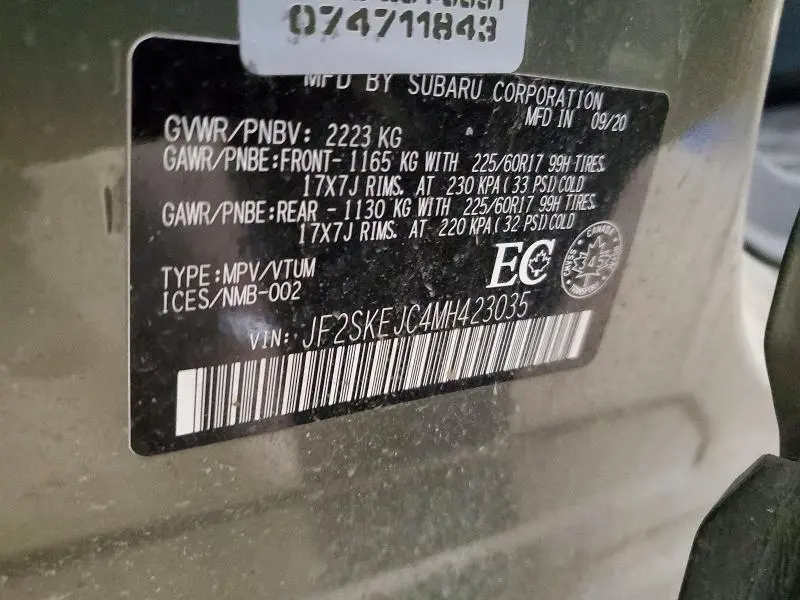 074711843
MFD BY SUBARU CORPORATION
MFD IN 09/20
GVWR/PNBV: 2223 KG
GAWR/PNBE:FRONT- 1165 KG WITH 225/60R17 99H TIRES.
17X7J RIMS. AT 230 KPA(33 PSI)COLD
GAWR/PNBE:REAR - 1130 KG WITH 225/60R17 99H TIRES.
17X7J RIMS. AT 220 KPA(32 PSI)COLD
EC
CANADA
CMVSS
TYPE:MPV/VTUM
ICES/NMB-002
VIN: JF2SKEJC4MH423035